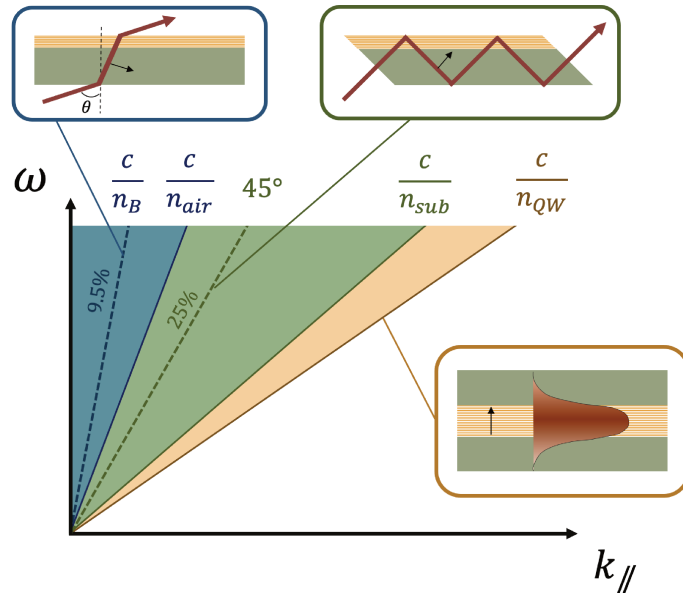 θ
ω
c/n_B
c/n_air
45°
c/n_sub
c/n_QW
9.5%
25%
k_//